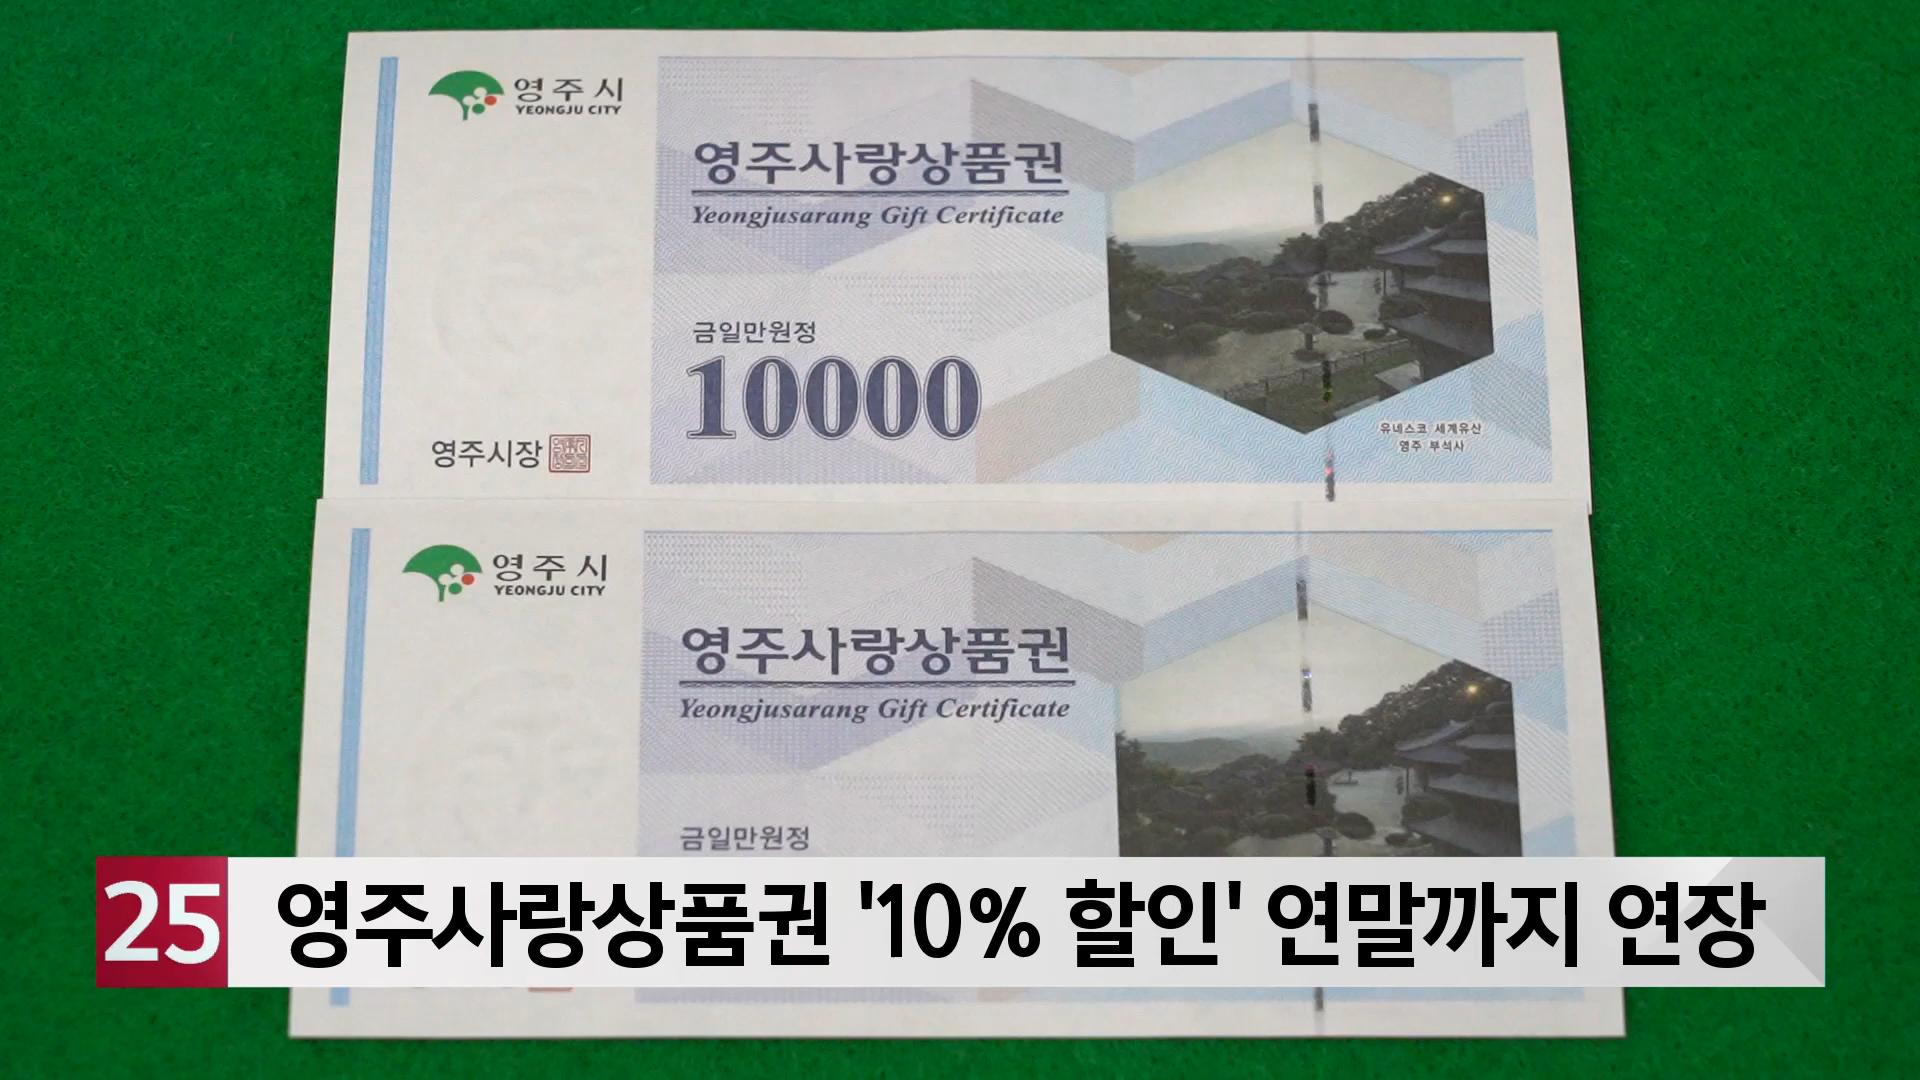 영주시
YEONGJU CITY
영주사랑상품권
Yeongjusarang Gift Certificate
금일만원정
10000
영주시장
유네스코 세계유산
영주 부석사
영주시
YEONGJU CITY
영주사랑상품권
Yeongjusarang Gift Certificate
금일만원정
25 영주사랑상품권 '10% 할인' 연말까지 연장